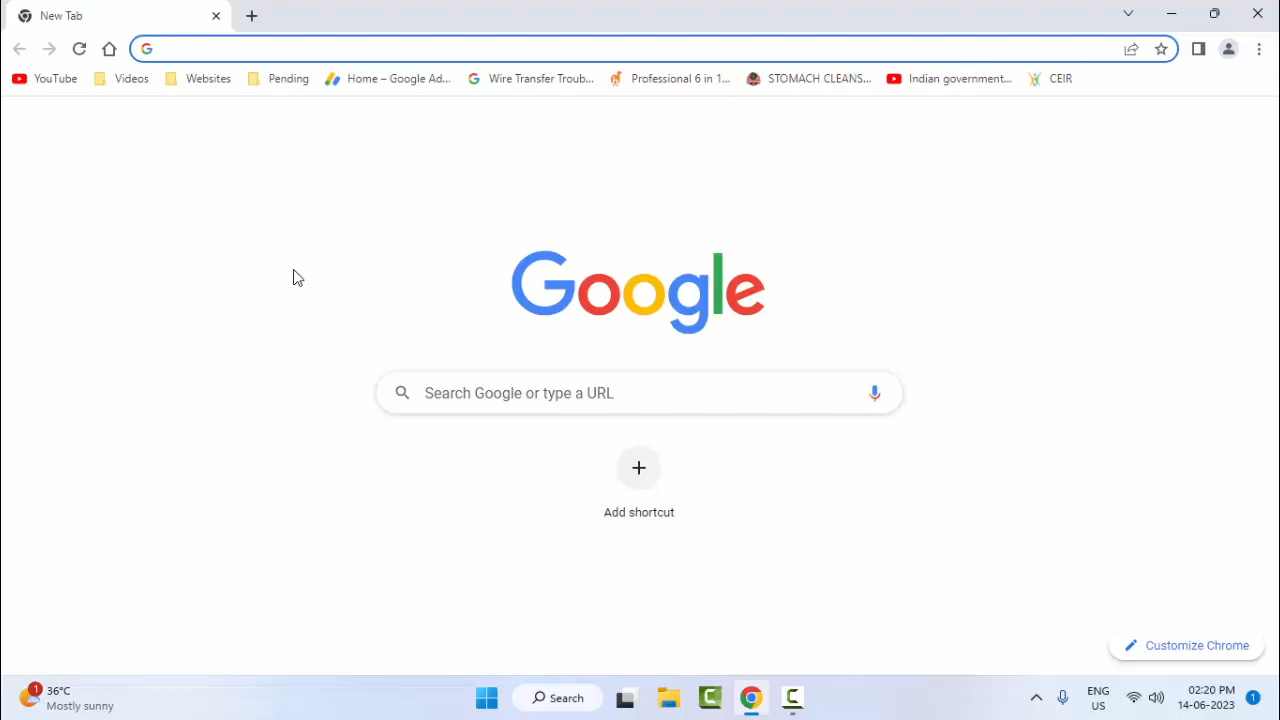 New Tab
YouTube Videos Websites Pending Home – Google Ad... Wire Transfer Troub... Professional 6 in 1... STOMACH CLEANS... Indian government... CEIR
Google
Search Google or type a URL
Add shortcut
Customize Chrome
1 36°C
Mostly sunny
Search
ENG
US
02:20 PM
14-06-2023
1